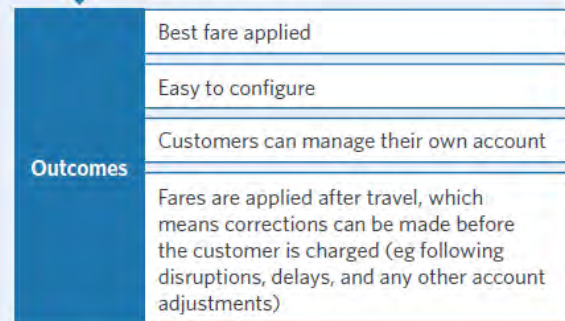 Outcomes
Best fare applied
Easy to configure
Customers can manage their own account
Fares are applied after travel, which
means corrections can be made before
the customer is charged (eg following
disruptions, delays, and any other account
adjustments)